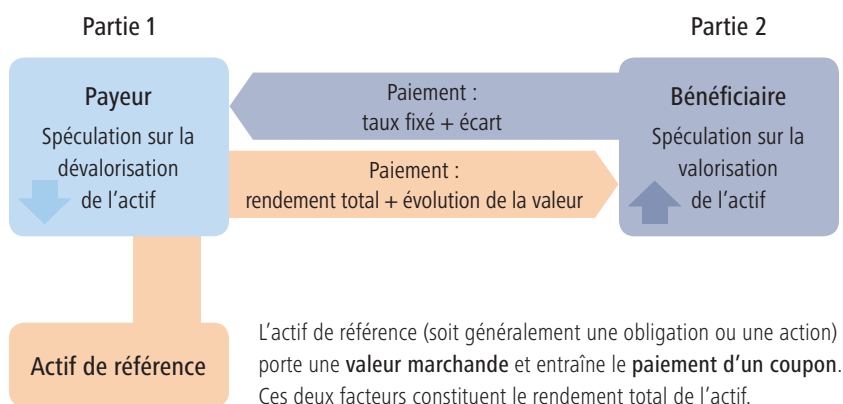 Partie 1
Partie 2
Payeur
Spéculation sur la
dévalorisation
de l'actif
Paiement :
taux fixé + écart
Paiement :
rendement total + évolution de la valeur
Bénéficiaire
Spéculation sur la
valorisation
de l'actif
Actif de référence
L'actif de référence (soit généralement une obligation ou une action)
porte une valeur marchande et entraîne le paiement d'un coupon.
Ces deux facteurs constituent le rendement total de l'actif.